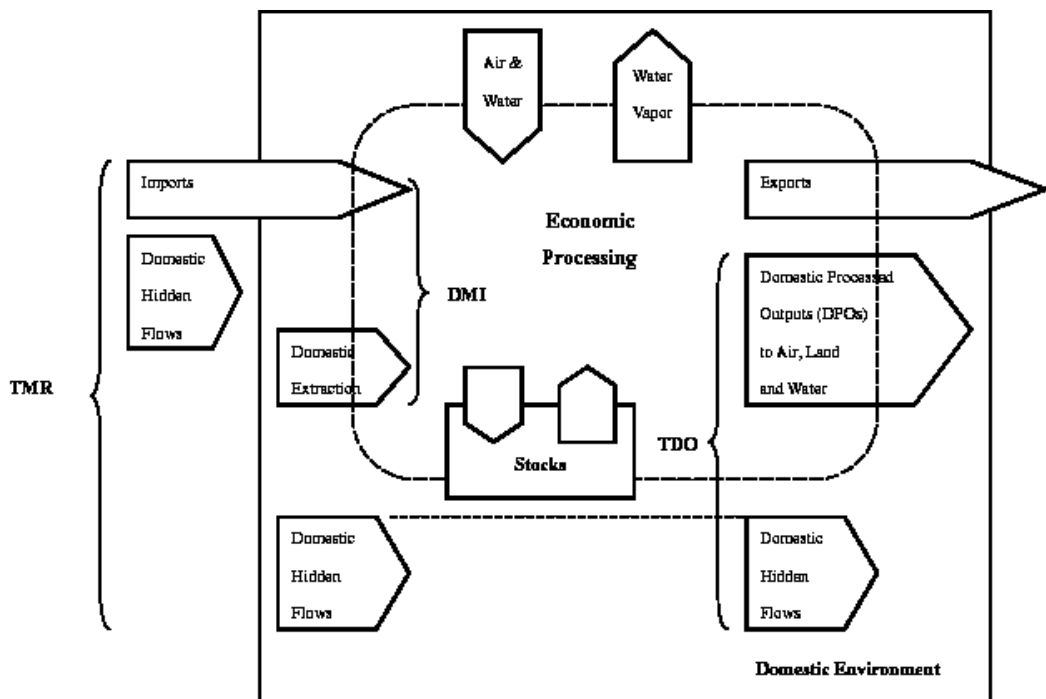 Air &
Water
Water
Vapor
Imports
Exports
Economic
Processing
Domestic
Hidden
Flows
DMI
Domestic Processed
Outputs (DPOs)
to Air, Land
and Water
Domestic
Extraction
TMR
TDO
Stocks
Domestic
Hidden
Flows
Domestic
Hidden
Flows
Domestic Environment